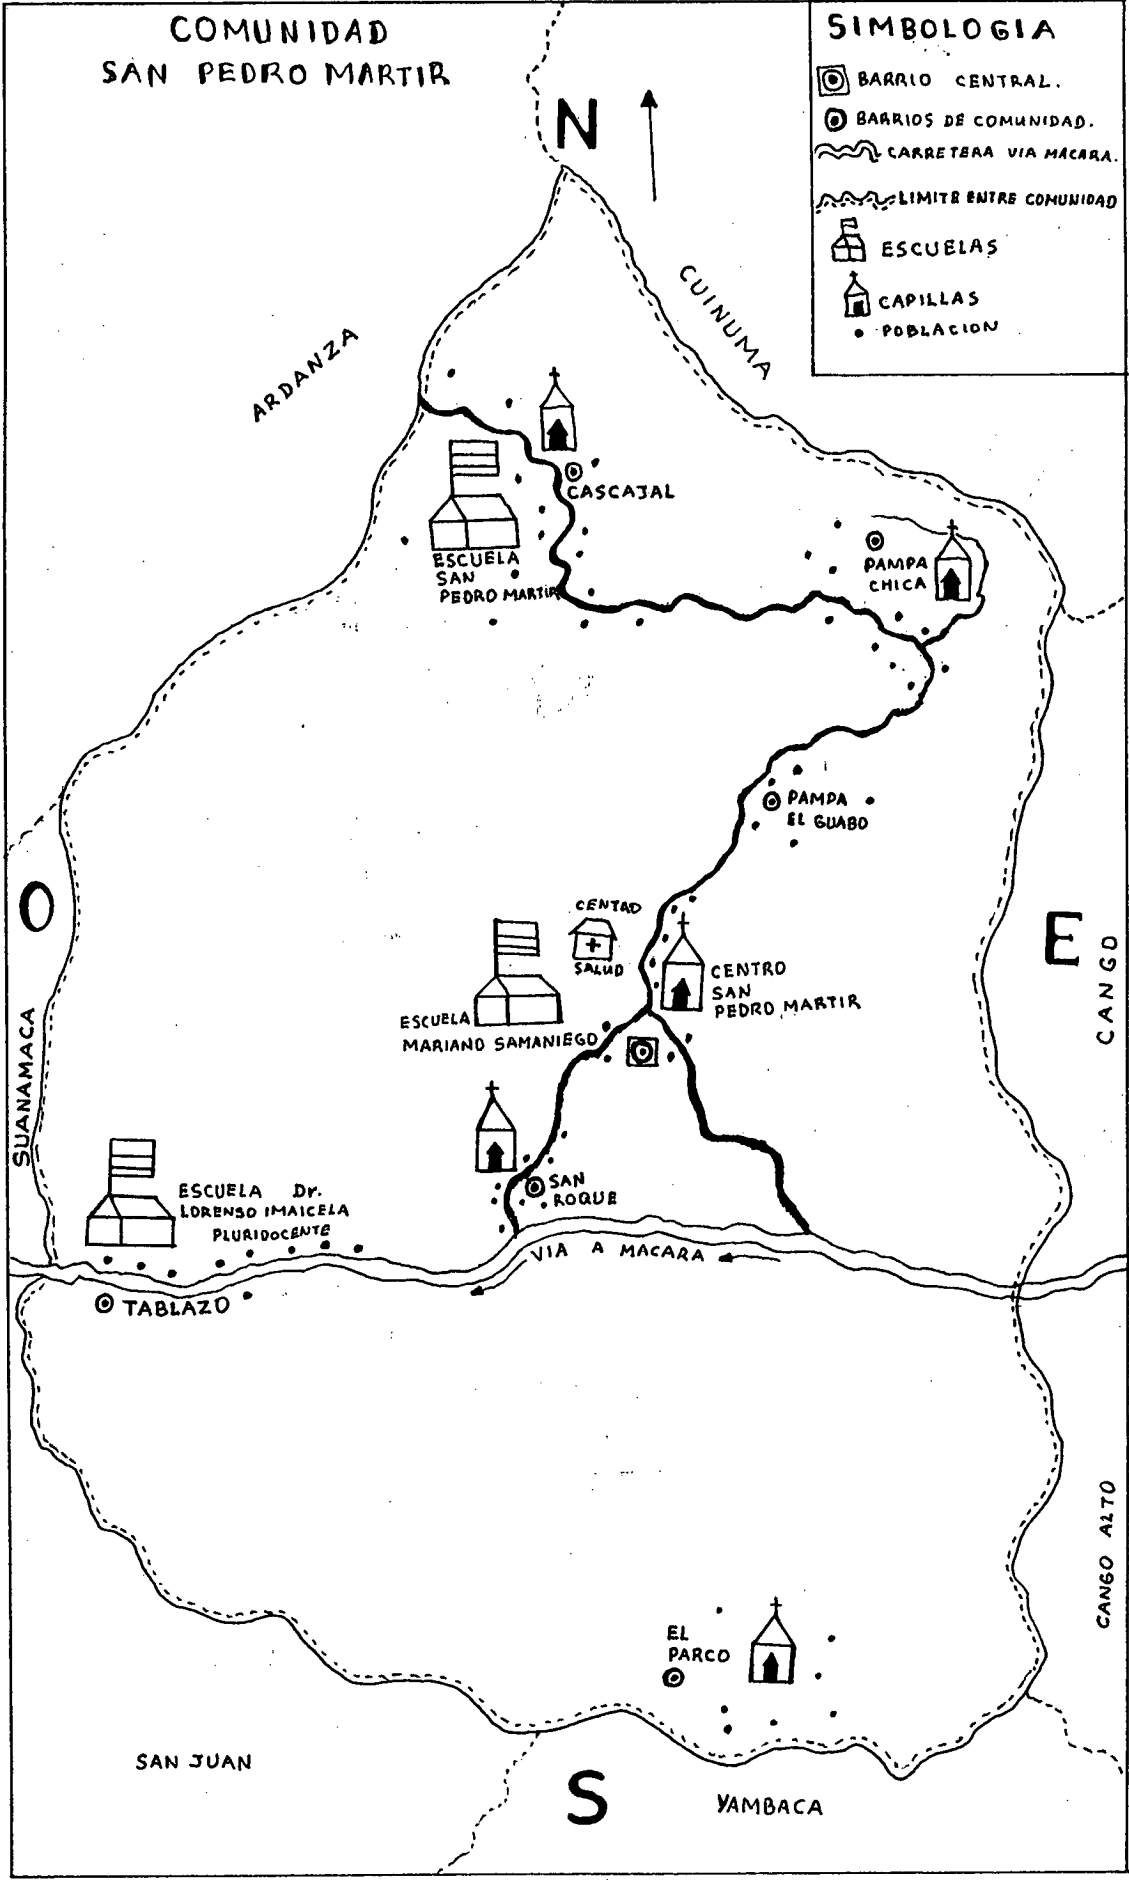 COMUNIDAD
SAN PEDRO MARTIR
SIMBOLOGIA
BARRIO CENTRAL.
BARRIOS DE COMUNIDAD.
CARRETERA VIA MACARA.
LIMITE ENTRE COMUNIDAD
ESCUELAS
CAPILLAS
POBLACION
N
CUINUMA
ARDANZA
CASCAJAL
ESCUELA
SAN
PEDRO MARTIR
PAMPA
CHICA
PAMPA
EL GUABO
O
E
CANGO
CENTAD
SALUD
CENTRO
SAN
PEDRO MARTIR
ESCUELA
MARIANO SAMANIEGO
SUANAMACA
SAN
ROQUE
ESCUELA Dr.
LORENSO IMAICELA
PLURIDOCENTE
VIA A MACARA
TABLAZO
CANGO ALTO
EL
PARCO
SAN JUAN
S
YAMBACA